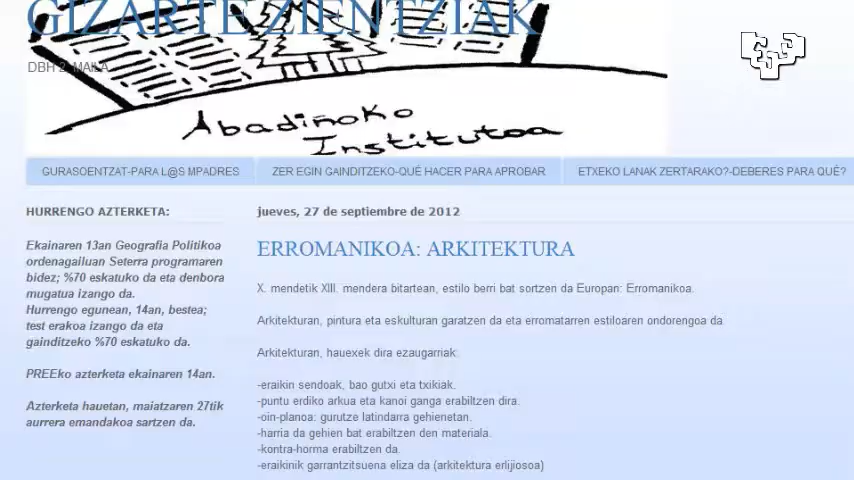 GIZARTE ZIENTZIAK
DBH 2. MAILA
Abadiñoko
Institutoa
GURASOENTZAT-PARA L@S MPADRES
ZER EGIN GAINDITZEKO-QUÉ HACER PARA APROBAR
ETXEKO LANAK ZERTARAKO?-DEBERES PARA QUÉ?
HURRENGO AZTERKETA:
Ekainaren 13an Geografia Politikoa
ordenagailuan Seterra programaren
bidez; %70 eskatuko da eta denbora
mugatua izango da.
Hurrengo egunean, 14an, bestea;
test erakoa izango da eta
gainditzeko %70 eskatuko da.
PREEko azterketa ekainaren 14an.
Azterketa hauetan, maiatzaren 27tik
aurrera emandakoa sartzen da.
jueves, 27 de septiembre de 2012
ERROMANIKOA: ARKITEKTURA
X. mendetik XIII. mendera bitartean, estilo berri bat sortzen da Europan: Erromanikoa.
Arkitekturan, pintura eta eskulturan garatzen da eta erromatarren estiloaren ondorengoa da.
Arkitekturan, hauexek dira ezaugarriak:
-eraikin sendoak, bao gutxi eta txikiak.
-puntu erdiko arkua eta kanoi ganga erabiltzen dira.
-oin-planoa: gurutze latindarra gehienetan.
-harria da gehien bat erabiltzen den materiala.
-kontra-horma erabiltzen da.
-eraikinik garrantzitsuena eliza da (arkitektura erlijiosoa)